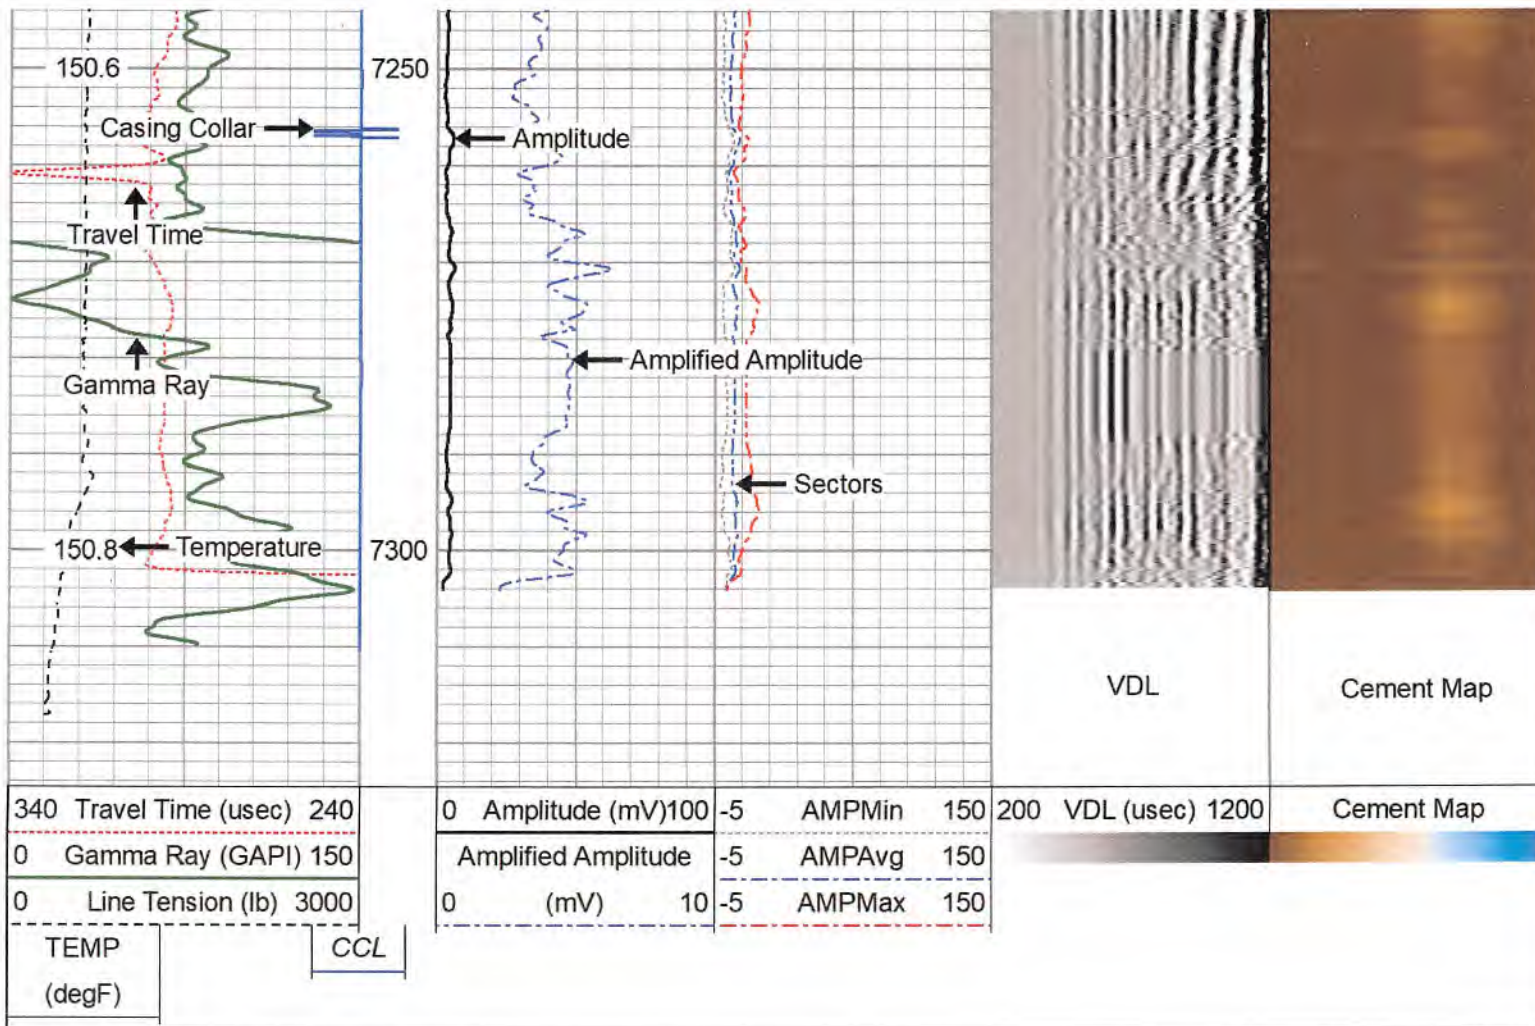 150.6
7250
Casing Collar
Amplitude
Travel Time
Amplified Amplitude
Gamma Ray
Sectors
150.8 Temperature
7300
VDL
Cement Map
340 Travel Time (usec) 240
0 Gamma Ray (GAPI) 150
0 Line Tension (lb) 3000
TEMP
(degF)
CCL
0 Amplitude (mV)100
Amplified Amplitude
0 (mV) 10
-5 AMPMin 150
-5 AMPAvg 150
-5 AMPMax 150
200 VDL (usec) 1200
Cement Map